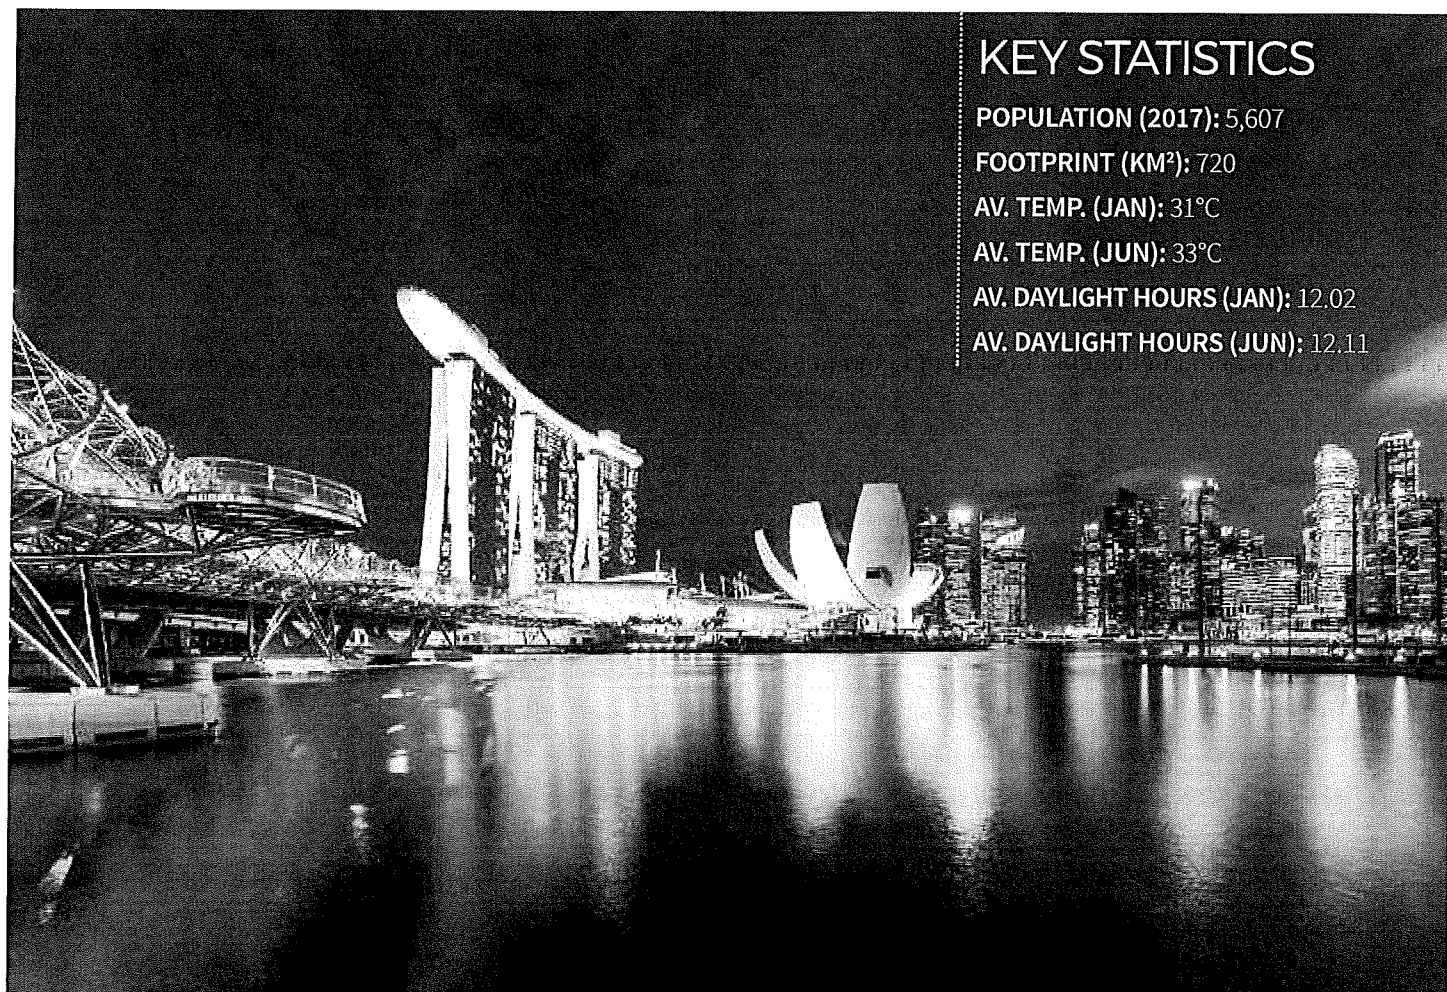 KEY STATISTICS
POPULATION (2017): 5,607
FOOTPRINT (KM²): 720
AV. TEMP. (JAN): 31°C
AV. TEMP. (JUN): 33°C
AV. DAYLIGHT HOURS (JAN): 12.02
AV. DAYLIGHT HOURS (JUN): 12.11